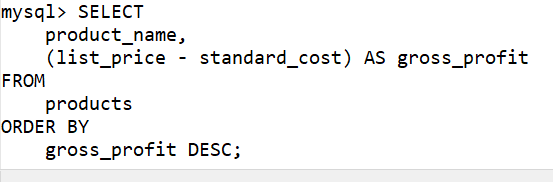 mysql> SELECT
    product_name,
    (list_price - standard_cost) AS gross_profit
FROM
    products
ORDER BY
    gross_profit DESC;